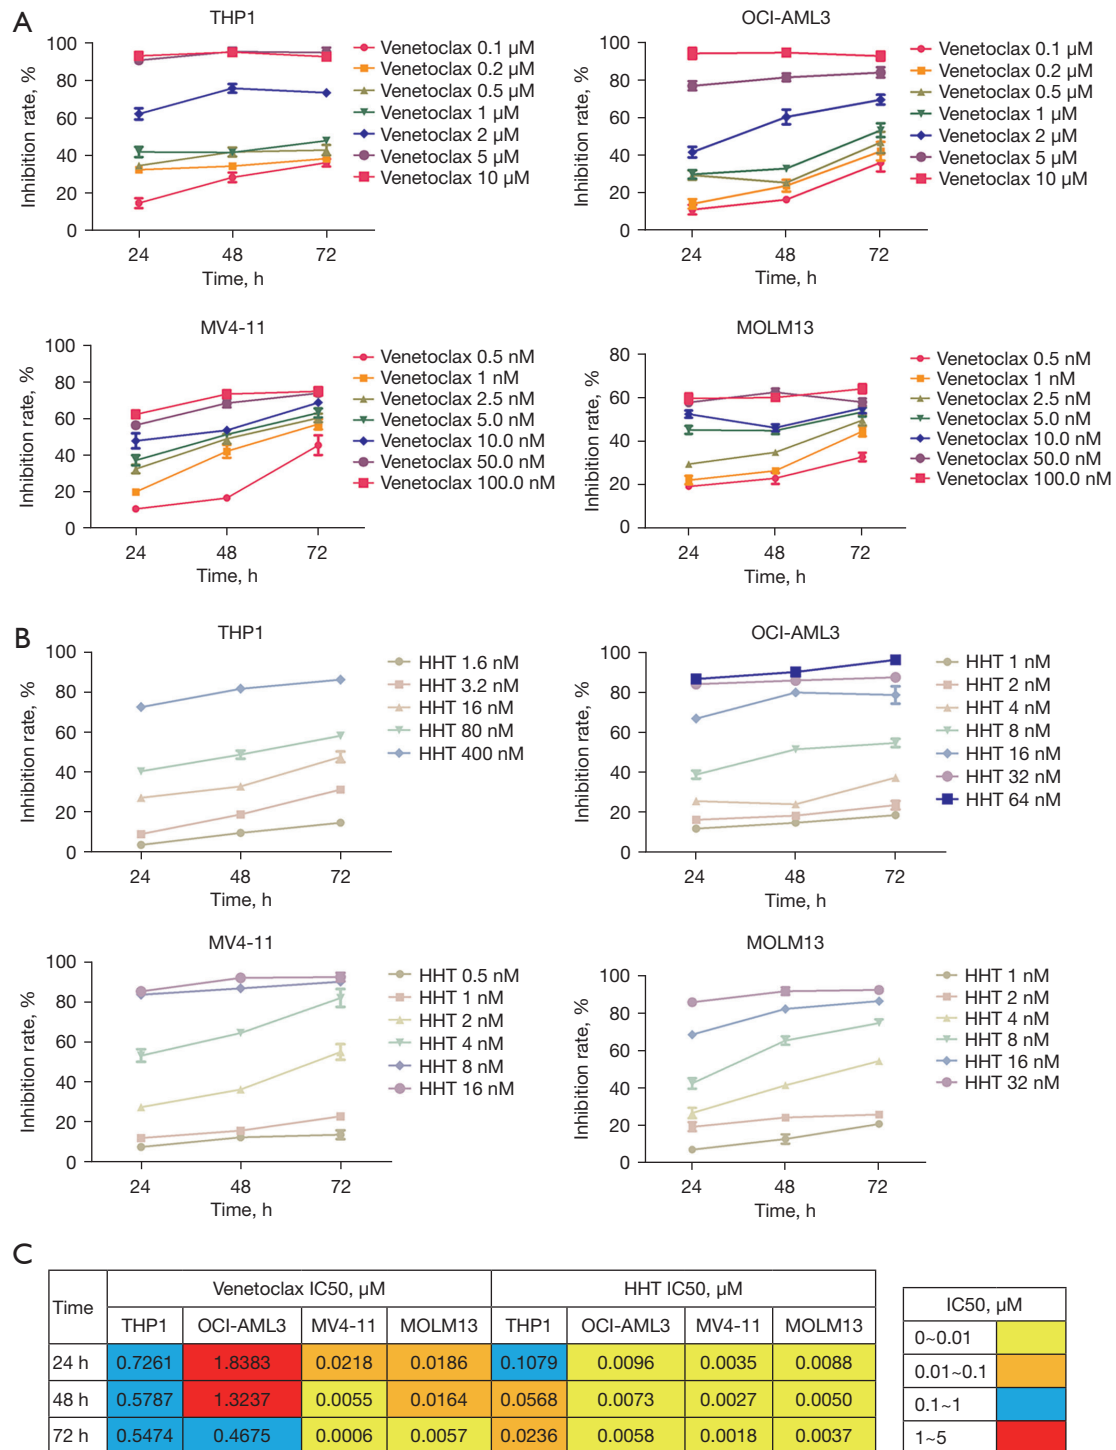 A
THP1
Inhibition rate, %
100
80
60
40
20
0
24 48 72
Time, h
Venetoclax 0.1 µM
Venetoclax 0.2 µM
Venetoclax 0.5 µM
Venetoclax 1 µM
Venetoclax 2 µM
Venetoclax 5 µM
Venetoclax 10 µM
OCI-AML3
Inhibition rate, %
100
80
60
40
20
0
24 48 72
Time, h
Venetoclax 0.1 µM
Venetoclax 0.2 µM
Venetoclax 0.5 µM
Venetoclax 1 µM
Venetoclax 2 µM
Venetoclax 5 µM
Venetoclax 10 µM
MV4-11
Inhibition rate, %
100
80
60
40
20
0
24 48 72
Time, h
Venetoclax 0.5 nM
Venetoclax 1 nM
Venetoclax 2.5 nM
Venetoclax 5.0 nM
Venetoclax 10.0 nM
Venetoclax 50.0 nM
Venetoclax 100.0 nM
MOLM13
Inhibition rate, %
80
60
40
20
0
24 48 72
Time, h
Venetoclax 0.5 nM
Venetoclax 1 nM
Venetoclax 2.5 nM
Venetoclax 5.0 nM
Venetoclax 10.0 nM
Venetoclax 50.0 nM
Venetoclax 100.0 nM
B
THP1
Inhibition rate, %
100
80
60
40
20
0
24 48 72
Time, h
HHT 1.6 nM
HHT 3.2 nM
HHT 16 nM
HHT 80 nM
HHT 400 nM
OCI-AML3
Inhibition rate, %
100
80
60
40
20
0
24 48 72
Time, h
HHT 1 nM
HHT 2 nM
HHT 4 nM
HHT 8 nM
HHT 16 nM
HHT 32 nM
HHT 64 nM
MV4-11
Inhibition rate, %
100
80
60
40
20
0
24 48 72
Time, h
HHT 0.5 nM
HHT 1 nM
HHT 2 nM
HHT 4 nM
HHT 8 nM
HHT 16 nM
MOLM13
Inhibition rate, %
100
80
60
40
20
0
24 48 72
Time, h
HHT 1 nM
HHT 2 nM
HHT 4 nM
HHT 8 nM
HHT 16 nM
HHT 32 nM
C
Time Venetoclax IC50, µM HHT IC50, µM
THP1 OCI-AML3 MV4-11 MOLM13 THP1 OCI-AML3 MV4-11 MOLM13
24 h 0.7261 1.8383 0.0218 0.0186 0.1079 0.0096 0.0035 0.0088
48 h 0.5787 1.3237 0.0055 0.0164 0.0568 0.0073 0.0027 0.0050
72 h 0.5474 0.4675 0.0006 0.0057 0.0236 0.0058 0.0018 0.0037
IC50, µM
0~0.01
0.01~0.1
0.1~1
1~5